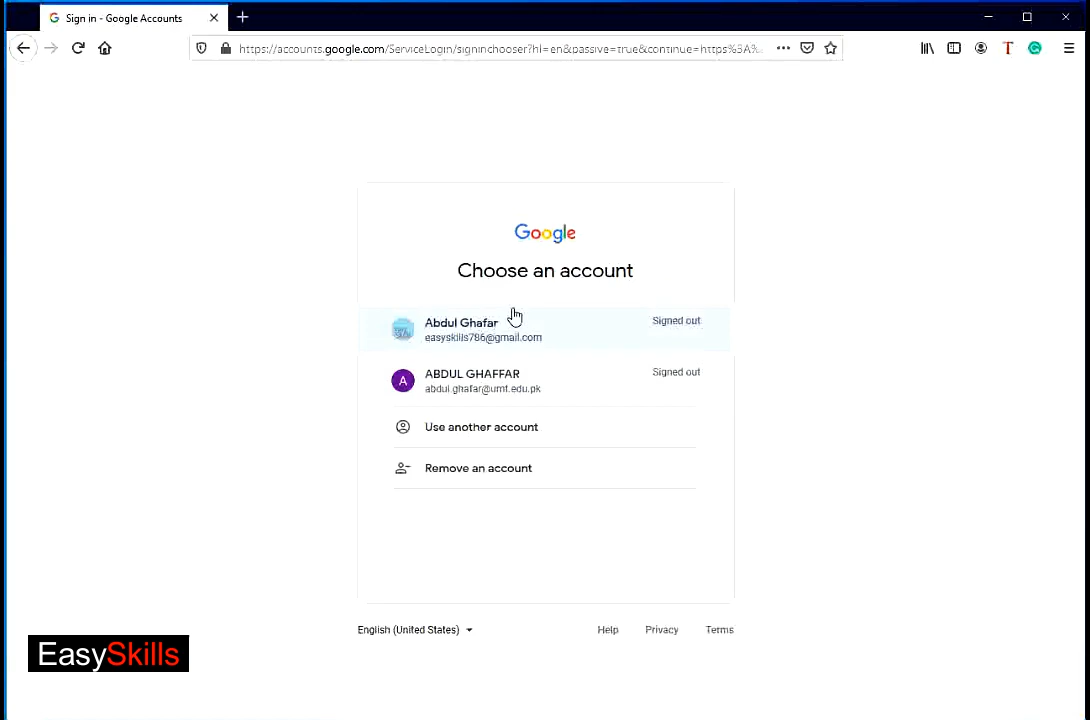 Sign in - Google Accounts
https://accounts.google.com/ServiceLogin/signinchooser?hl=en&passive=true&continue=https%3A%
Google
Choose an account
Abdul Ghafar
Signed out
easyskills786@gmail.com
A
ABDUL GHAFFAR
Signed out
abdul.ghafar@umt.edu.pk
Use another account
Remove an account
English (United States)
Help
Privacy
Terms
EasySkills